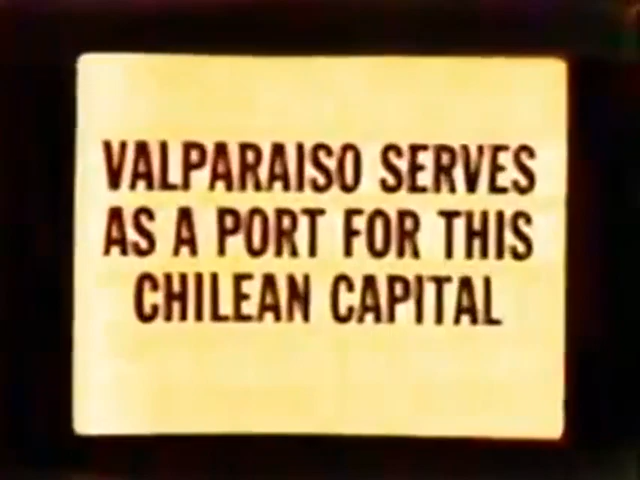 VALPARAISO SERVES
AS A PORT FOR THIS
CHILEAN CAPITAL